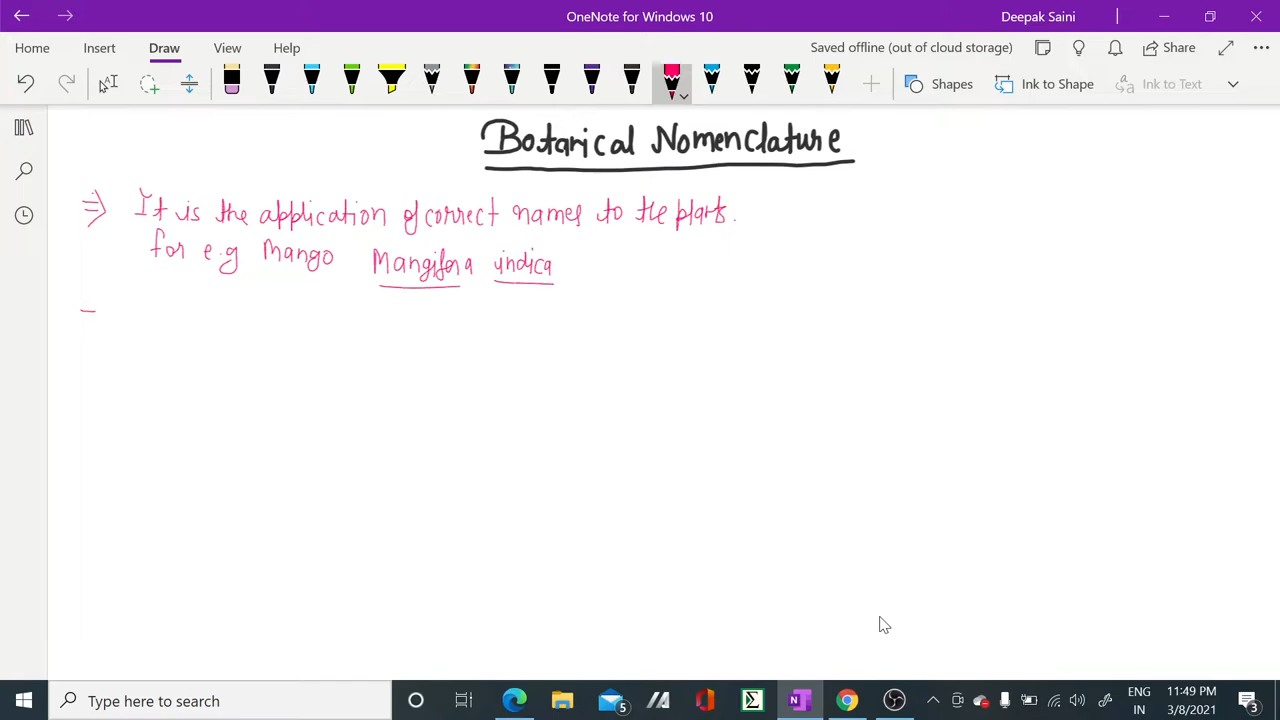 OneNote for Windows 10
Deepak Saini
Home Insert Draw View Help
Saved offline (out of cloud storage)
Share
Shapes
Ink to Shape
Ink to Text
Botanical Nomenclature
⇒ It is the application of correct names to the plants.
for e.g Mango Mangifera indica
Type here to search
5
ENG
IN
11:49 PM
3/8/2021
3